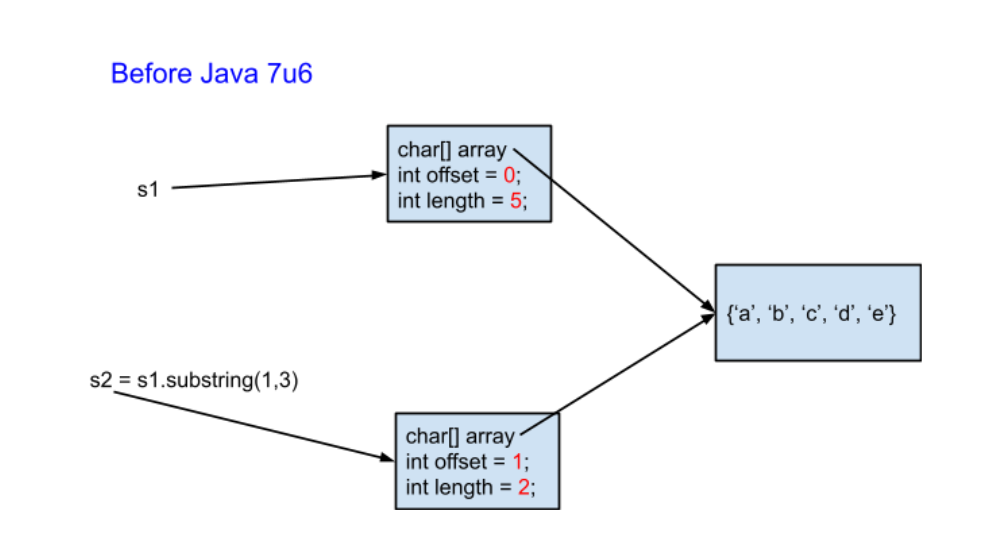 Before Java 7u6
char[] array
int offset = 0;
int length = 5;
s1
{‘a’, ‘b’, ‘c’, ‘d’, ‘e’}
s2 = s1.substring(1,3)
char[] array
int offset = 1;
int length = 2;